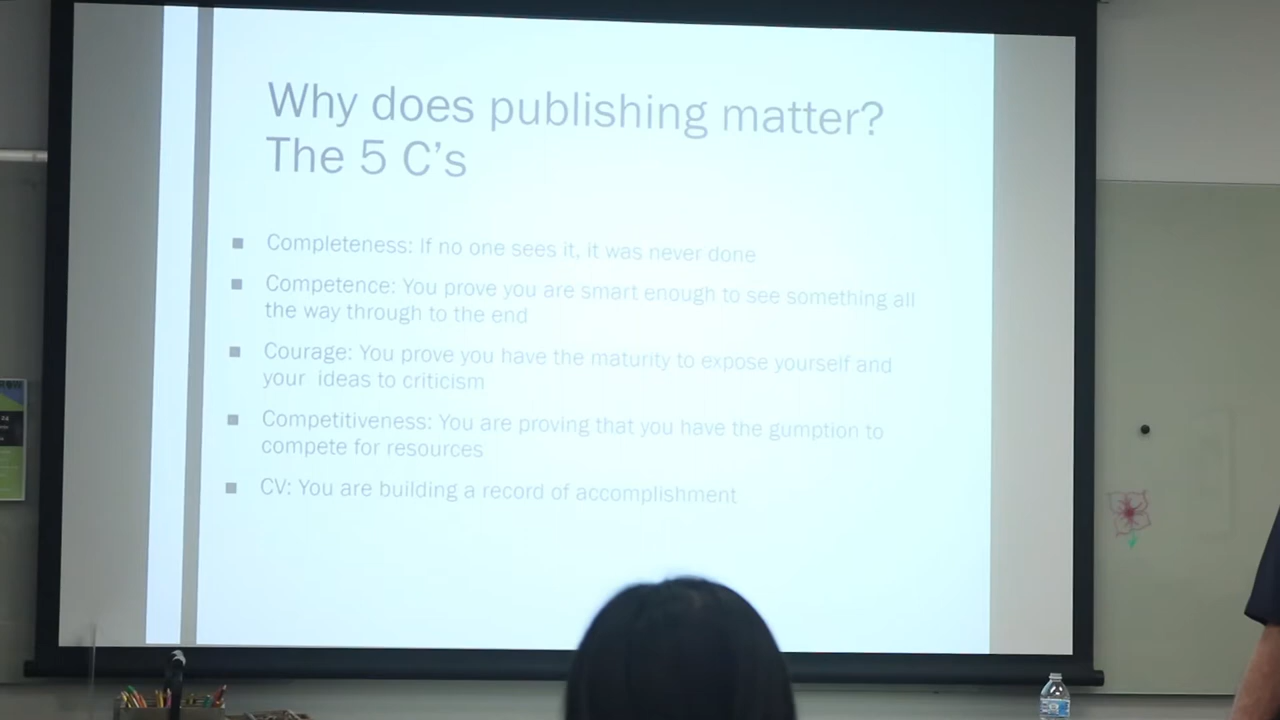 Why does publishing matter?
The 5 C's
Completeness: If no one sees it, it was never done
Competence: You prove you are smart enough to see something all
the way through to the end
Courage: You prove you have the maturity to expose yourself and
your  ideas to criticism
Competitiveness: You are proving that you have the gumption to
compete for resources
CV: You are building a record of accomplishment